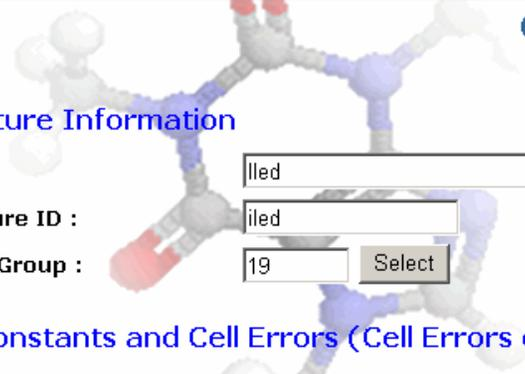 ture Information
lled
ure ID :
iled
Group :
19
Select
onstants and Cell Errors (Cell Errors